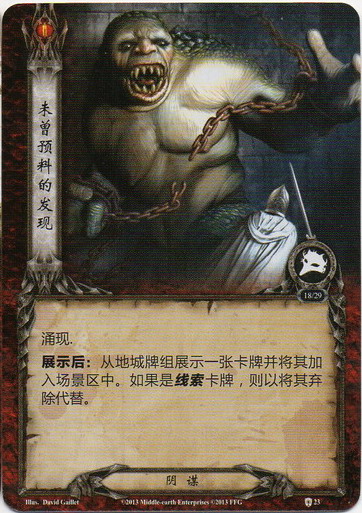 未曾预料的发现
18/29
涌现.
展示后：从地城牌组展示一张卡牌并将其加
入场景区中。如果是线索卡牌，则以将其弃
除代替。
阴谋
Illus. David Gaillet
©2013 Middle-earth Enterprises ©2013 FFG
23